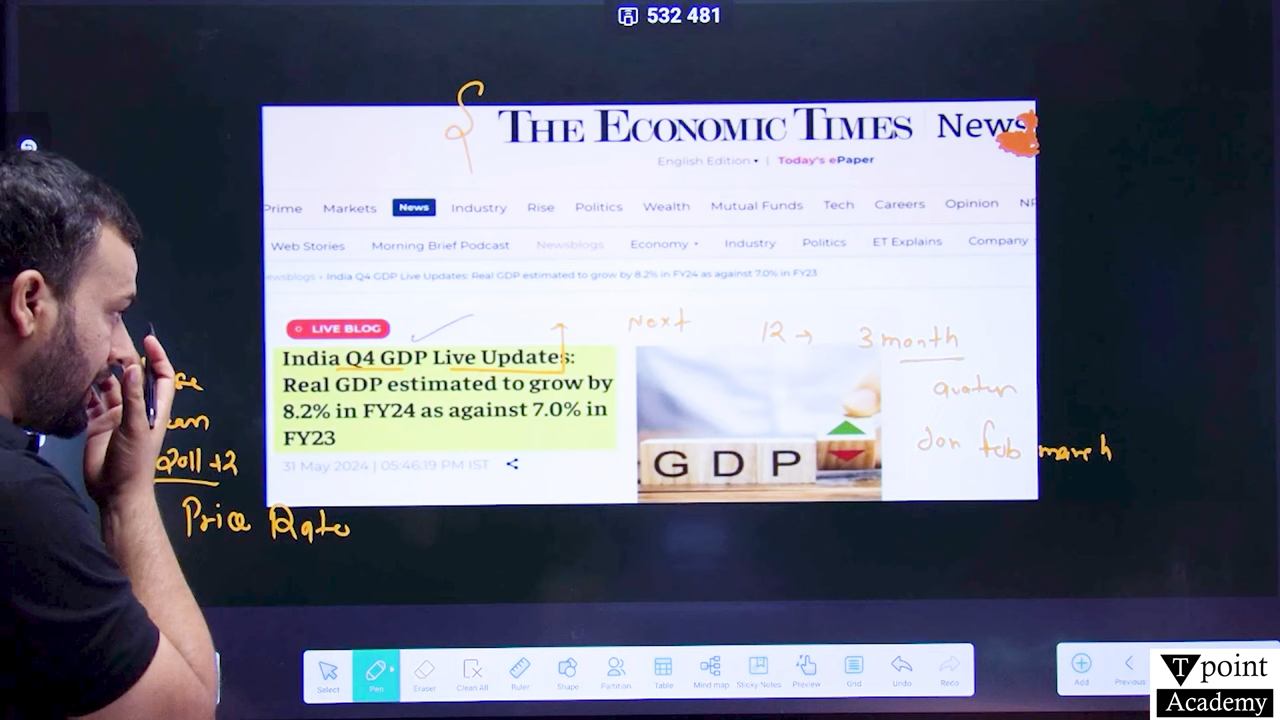 532 481
THE ECONOMIC TIMES News
English Edition | Today's ePaper
Prime Markets News Industry Rise Politics Wealth Mutual Funds Tech Careers Opinion
Web Stories Morning Brief Podcast Newsblogs Economy Industry Politics ET Explains Company
India Q4 GDP Live Updates: Real GDP estimated to grow by 8.2% in FY24 as against 7.0% in FY23
LIVE BLOG
Next 12 → 3 month
India Q4 GDP Live Updates:
Real GDP estimated to grow by
8.2% in FY24 as against 7.0% in
FY23
31 May 2024 | 05:46:19 PM IST
GDP
Jan feb march
2011 +2
Price Rate
Select Pen Eraser Clean All Ruler Shape Partition Table Mind map Sticky Notes Preview Grid Undo Redo Add Previous
T point
Academy